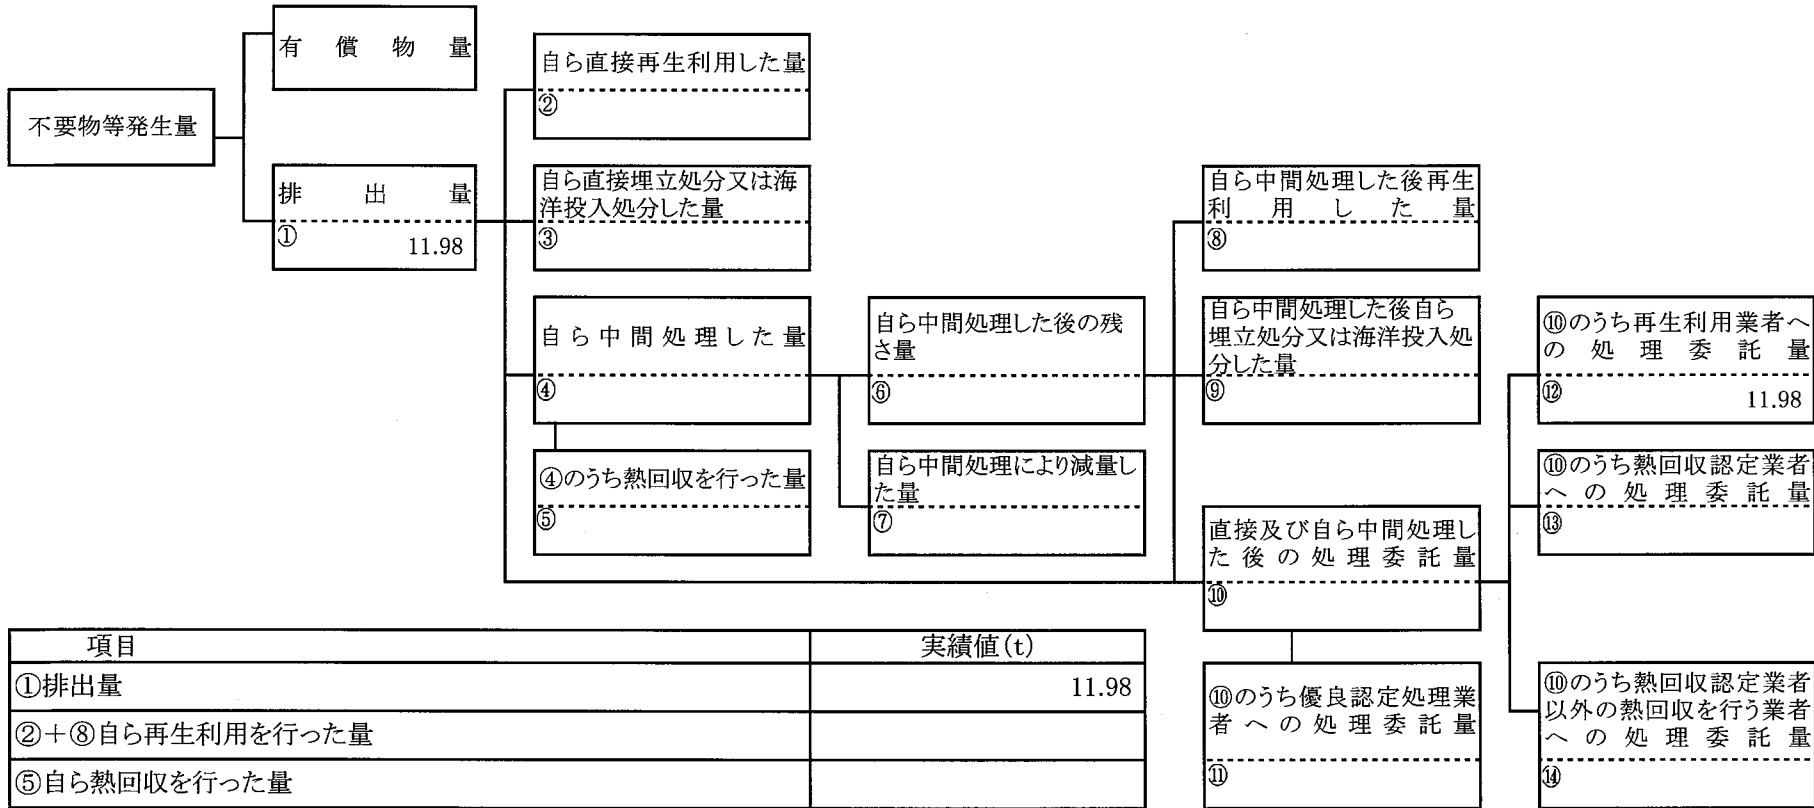 有償物量
不要物等発生量
排出量
① 11.98
自ら直接再生利用した量
②
自ら直接埋立処分又は海
洋投入処分した量
③
自ら中間処理した量
④
④のうち熱回収を行った量
⑤
自ら中間処理した後の残
さ量
⑥
自ら中間処理により減量し
た量
⑦
自ら中間処理した後再生
利用した量
⑧
自ら中間処理した後自ら
埋立処分又は海洋投入処
分した量
⑨
直接及び自ら中間処理し
た後の処理委託量
⑩
⑩のうち優良認定処理業
者への処理委託量
⑪
⑩のうち再生利用業者へ
の処理委託量
⑫ 11.98
⑩のうち熱回収認定業者
への処理委託量
⑬
⑩のうち熱回収認定業者
以外の熱回収を行う業者
への処理委託量
⑭
項目 実績値(t)
①排出量 11.98
②+⑧自ら再生利用を行った量
⑤自ら熱回収を行った量